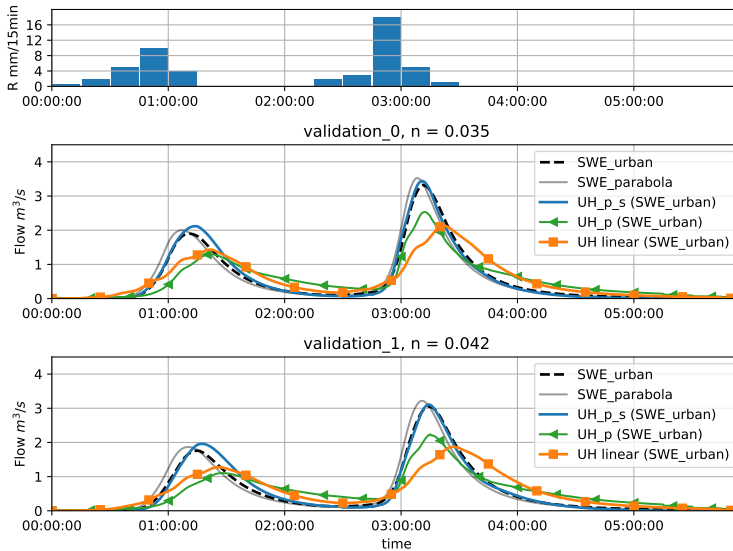 R mm/15min
16
12
8
4
0
00:00:00 01:00:00 02:00:00 03:00:00 04:00:00 05:00:00
validation_0, n = 0.035
Flow m³/s
4
3
2
1
0
SWE_urban
SWE_parabola
UH_p_s (SWE_urban)
UH_p (SWE_urban)
UH linear (SWE_urban)
00:00:00 01:00:00 02:00:00 03:00:00 04:00:00 05:00:00
validation_1, n = 0.042
Flow m³/s
4
3
2
1
0
SWE_urban
SWE_parabola
UH_p_s (SWE_urban)
UH_p (SWE_urban)
UH linear (SWE_urban)
00:00:00 01:00:00 02:00:00 03:00:00 04:00:00 05:00:00
time